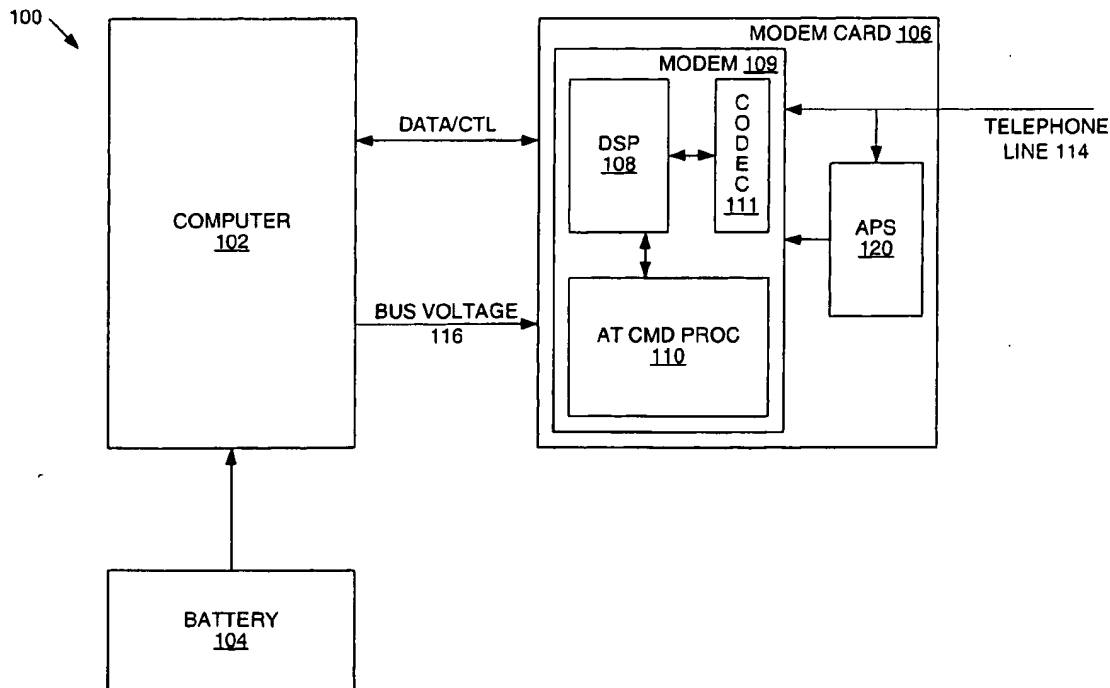 100
MODEM CARD 106
MODEM 109
CODEC
111
DSP
108
DATA/CTL
TELEPHONE
LINE 114
COMPUTER
102
APS
120
BUS VOLTAGE
116
AT CMD PROC
110
BATTERY
104